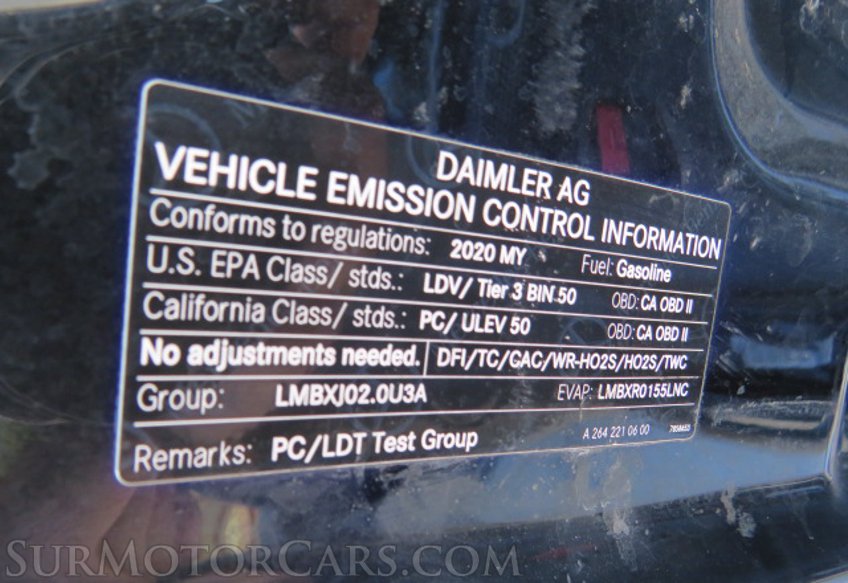 DAIMLER AG
VEHICLE EMISSION CONTROL INFORMATION
Conforms to regulations: 2020 MY Fuel: Gasoline
U.S. EPA Class/ stds.: LDV/ Tier 3 BIN 50 OBD: CA OBD II
California Class/ stds.: PC/ ULEV 50 OBD: CA OBD II
No adjustments needed. DFI/TC/CAC/WR-HO2S/HO2S/TWC
Group: LMBXJ02.0U3A EVAP: LMBXR0155LNC
Remarks: PC/LDT Test Group A 264 221 06 00
SURMOTORCARS.COM